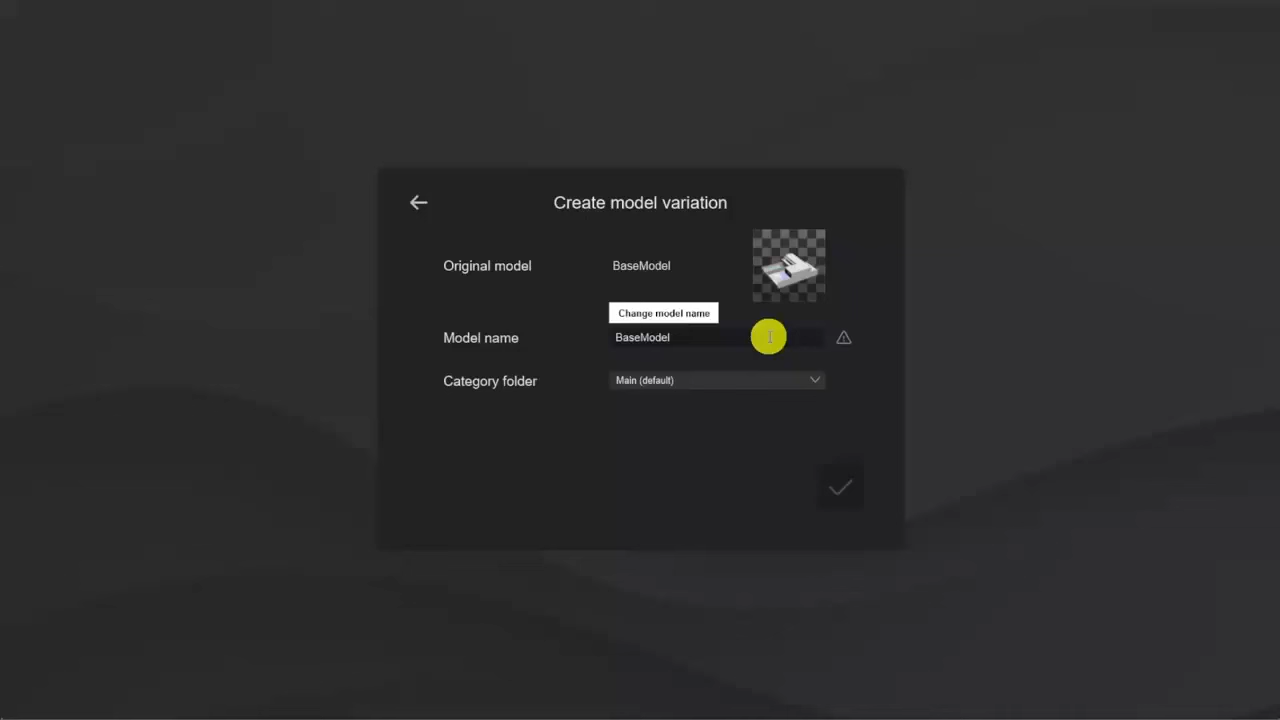 Create model variation
Original model
BaseModel
Change model name
Model name
BaseModel
Category folder
Main (default)